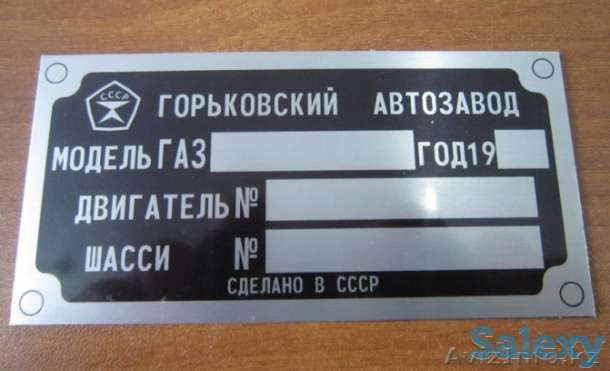 СССР
ГОРЬКОВСКИЙ АВТОЗАВОД
МОДЕЛЬ ГАЗ ГОД19
ДВИГАТЕЛЬ №
ШАССИ №
СДЕЛАНО В СССР
Salexy